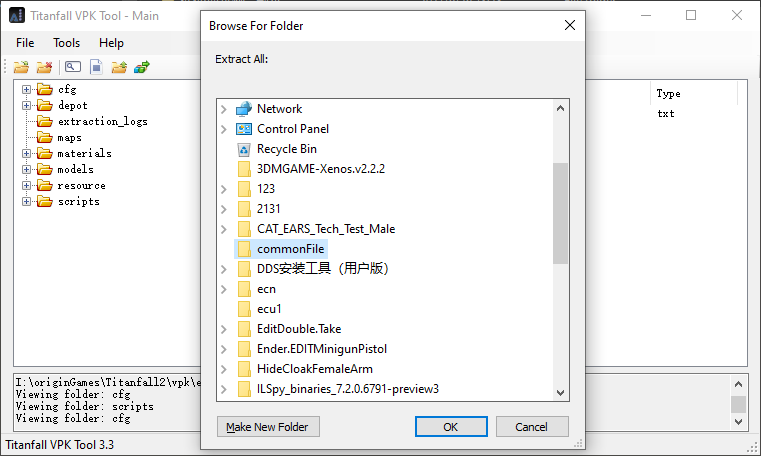 Titanfall VPK Tool - Main
File Tools Help
cfg
depot
extraction_logs
maps
materials
models
resource
scripts
Type
txt
I:\originGames\Titanfall2\vpk\e
Viewing folder: cfg
Viewing folder: scripts
Viewing folder: cfg
Titanfall VPK Tool 3.3
Browse For Folder
Extract All:
Network
Control Panel
Recycle Bin
3DMGAME-Xenos.v2.2.2
123
2131
CAT_EARS_Tech_Test_Male
commonFile
DDS安装工具（用户版）
ecn
ecu1
EditDouble.Take
Ender.EDITMinigunPistol
HideCloakFemaleArm
ILSpy_binaries_7.2.0.6791-preview3
Make New Folder
OK
Cancel